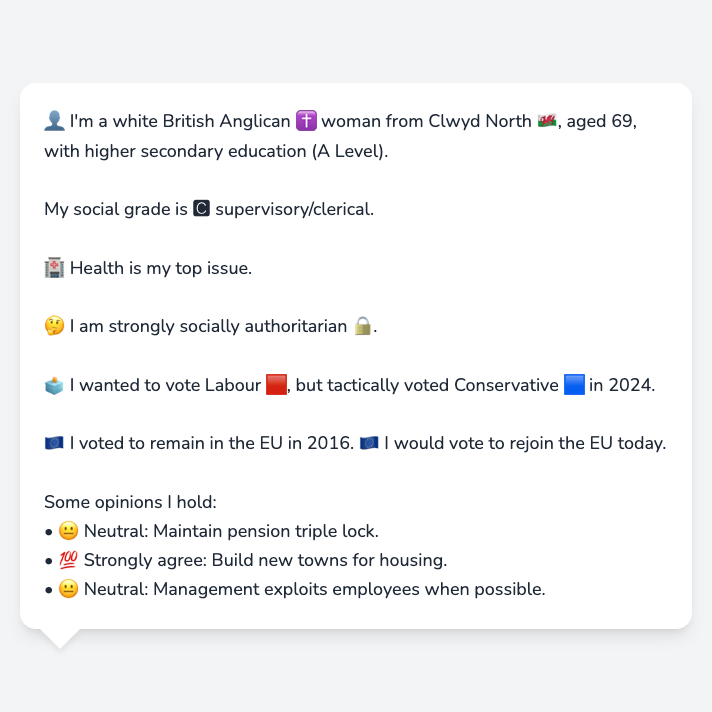 👤 I'm a white British Anglican ✝️ woman from Clwyd North 🏴󠁧󠁢󠁷󠁬󠁳󠁿, aged 69,
with higher secondary education (A Level).
My social grade is 🅲 supervisory/clerical.
🏥 Health is my top issue.
🤔 I am strongly socially authoritarian 🔒.
🗳️ I wanted to vote Labour 🟥, but tactically voted Conservative 🟦 in 2024.
🇪🇺 I voted to remain in the EU in 2016. 🇪🇺 I would vote to rejoin the EU today.
Some opinions I hold:
• 😐 Neutral: Maintain pension triple lock.
• 💯 Strongly agree: Build new towns for housing.
• 😐 Neutral: Management exploits employees when possible.